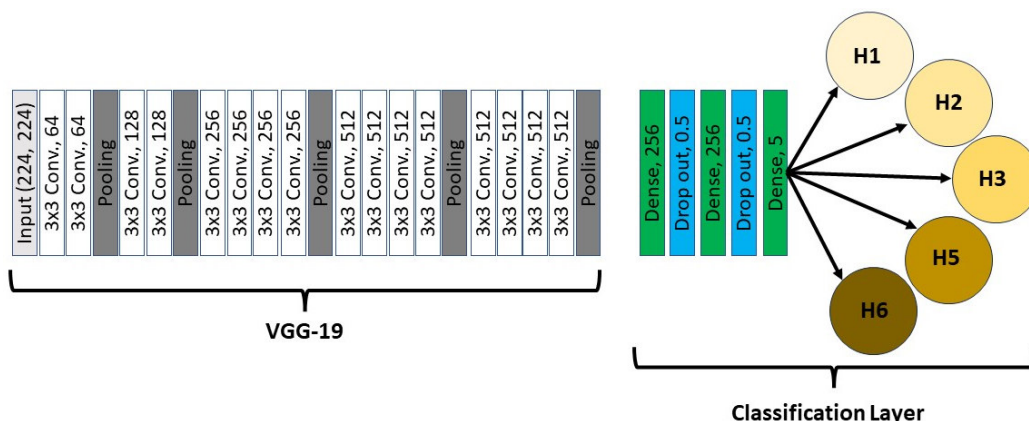 Input (224, 224)
3x3 Conv., 64
3x3 Conv., 64
Pooling
3x3 Conv., 128
3x3 Conv., 128
Pooling
3x3 Conv., 256
3x3 Conv., 256
3x3 Conv., 256
3x3 Conv., 256
Pooling
3x3 Conv., 512
3x3 Conv., 512
3x3 Conv., 512
3x3 Conv., 512
Pooling
3x3 Conv., 512
3x3 Conv., 512
3x3 Conv., 512
3x3 Conv., 512
Pooling
VGG-19
Dense, 256
Drop out, 0.5
Dense, 256
Drop out, 0.5
Dense, 5
H1
H2
H3
H5
H6
Classification Layer